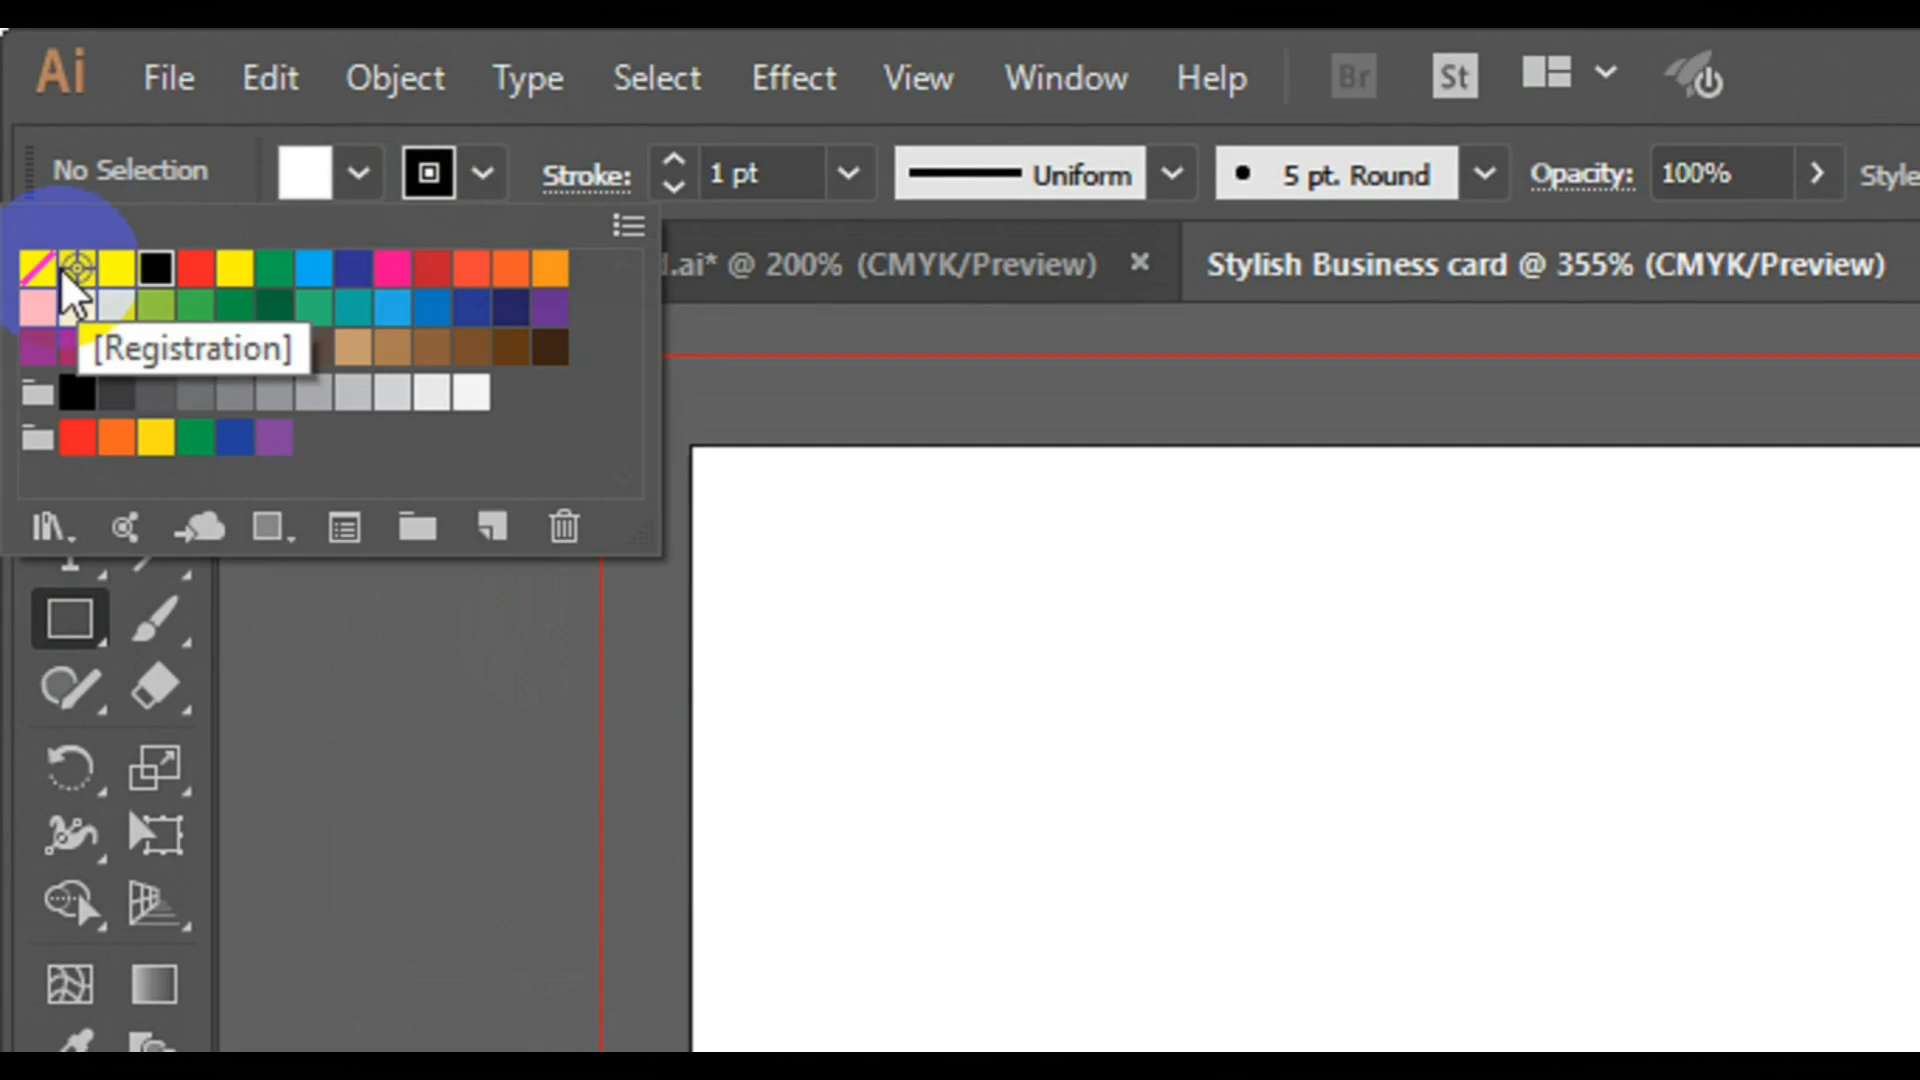 Ai File Edit Object Type Select Effect View Window Help Br St
No Selection Stroke: 1 pt Uniform 5 pt. Round Opacity: 100% Style
.ai* @ 200% (CMYK/Preview) × Stylish Business card @ 355% (CMYK/Preview)
[Registration]